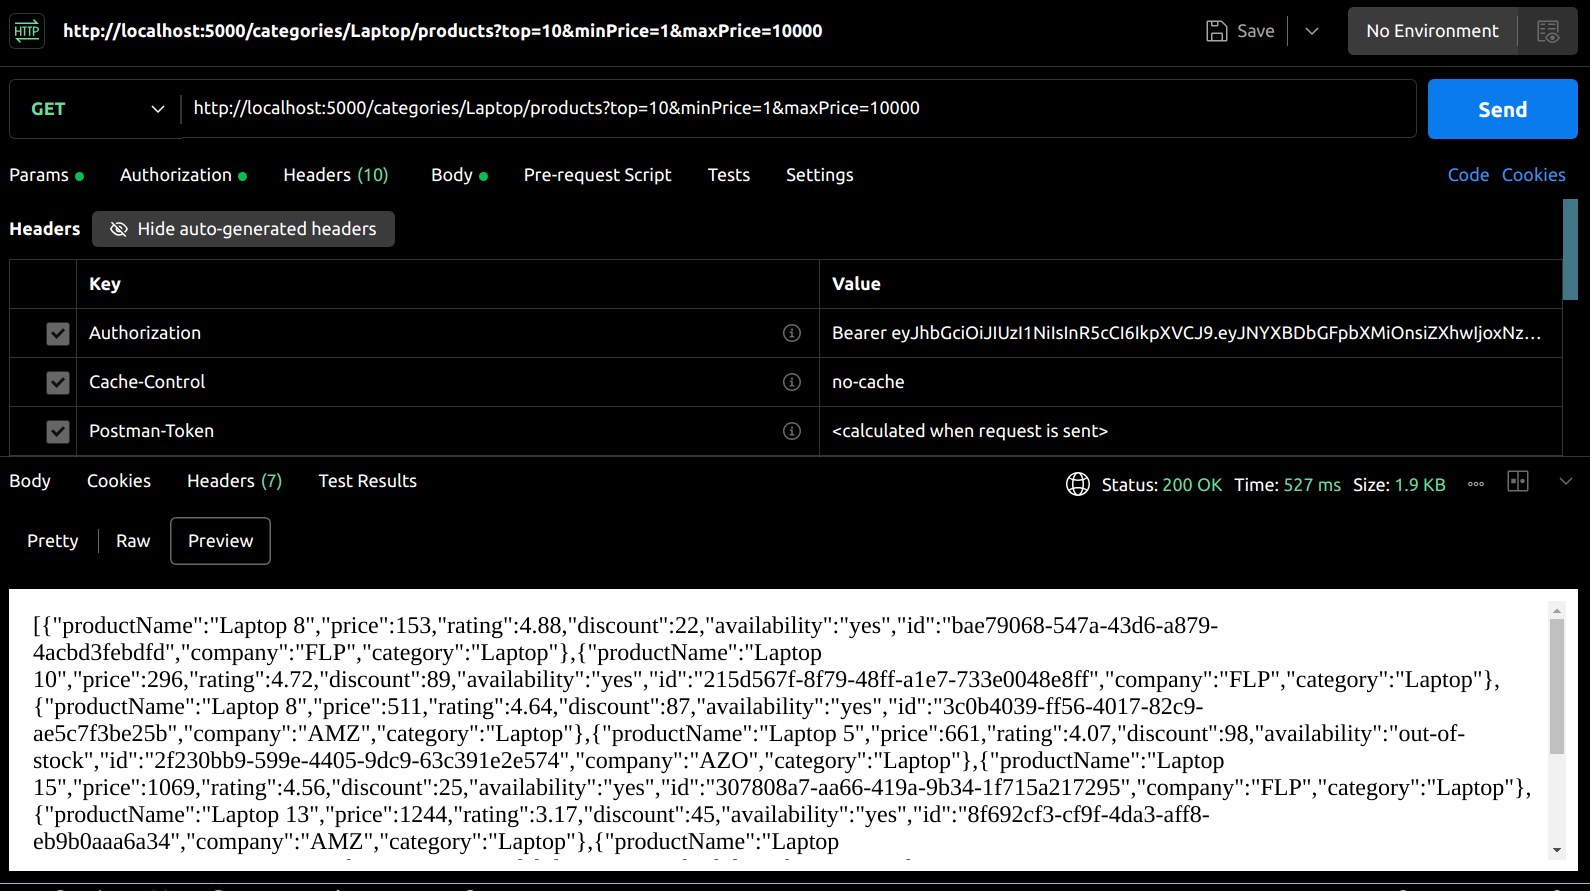 HTTP
http://localhost:5000/categories/Laptop/products?top=10&minPrice=1&maxPrice=10000
Save
No Environment
GET
http://localhost:5000/categories/Laptop/products?top=10&minPrice=1&maxPrice=10000
Send
Params
Authorization
Headers (10)
Body
Pre-request Script
Tests
Settings
Code
Cookies
Headers
Hide auto-generated headers
Key
Value
Authorization
Bearer eyJhbGciOiJIUzI1NiIsInR5cCI6IkpXVCJ9.eyJNYXBDbGFpbXMiOnsiZXhwIjoxNz...
Cache-Control
no-cache
Postman-Token
<calculated when request is sent>
Body
Cookies
Headers (7)
Test Results
Status: 200 OK
Time: 527 ms
Size: 1.9 KB
Pretty
Raw
Preview
[{"productName":"Laptop 8","price":153,"rating":4.88,"discount":22,"availability":"yes","id":"bae79068-547a-43d6-a879-
4acbd3febdfd","company":"FLP","category":"Laptop"},{"productName":"Laptop
10","price":296,"rating":4.72,"discount":89,"availability":"yes","id":"215d567f-8f79-48ff-a1e7-733e0048e8ff","company":"FLP","category":"Laptop"},
{"productName":"Laptop 8","price":511,"rating":4.64,"discount":87,"availability":"yes","id":"3c0b4039-ff56-4017-82c9-
ae5c7f3be25b","company":"AMZ","category":"Laptop"},{"productName":"Laptop 5","price":661,"rating":4.07,"discount":98,"availability":"out-of-
stock","id":"2f230bb9-599e-4405-9dc9-63c391e2e574","company":"AZO","category":"Laptop"},{"productName":"Laptop
15","price":1069,"rating":4.56,"discount":25,"availability":"yes","id":"307808a7-aa66-419a-9b34-1f715a217295","company":"FLP","category":"Laptop"},
{"productName":"Laptop 13","price":1244,"rating":3.17,"discount":45,"availability":"yes","id":"8f692cf3-cf9f-4da3-aff8-
eb9b0aaa6a34","company":"AMZ","category":"Laptop"},{"productName":"Laptop